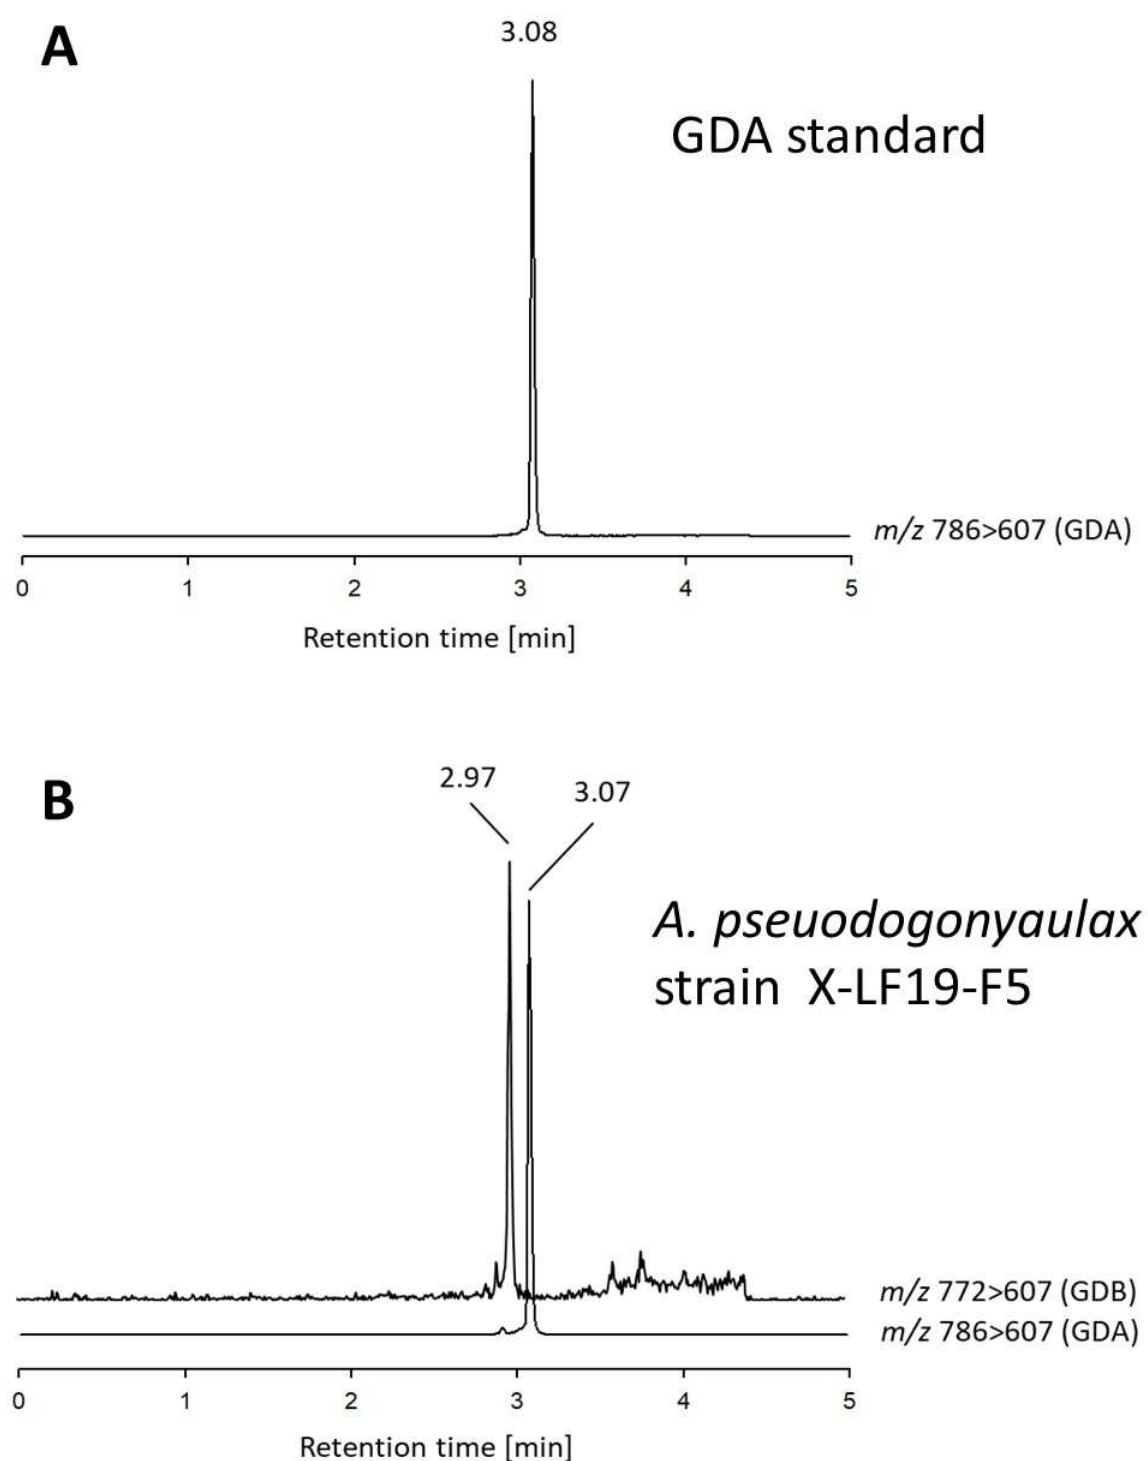 A
3.08
GDA standard
m/z 786>607 (GDA)
0 1 2 3 4 5
Retention time [min]
B
2.97
3.07
A. pseudogonyaulax
strain X-LF19-F5
m/z 772>607 (GDB)
m/z 786>607 (GDA)
0 1 2 3 4 5
Retention time [min]